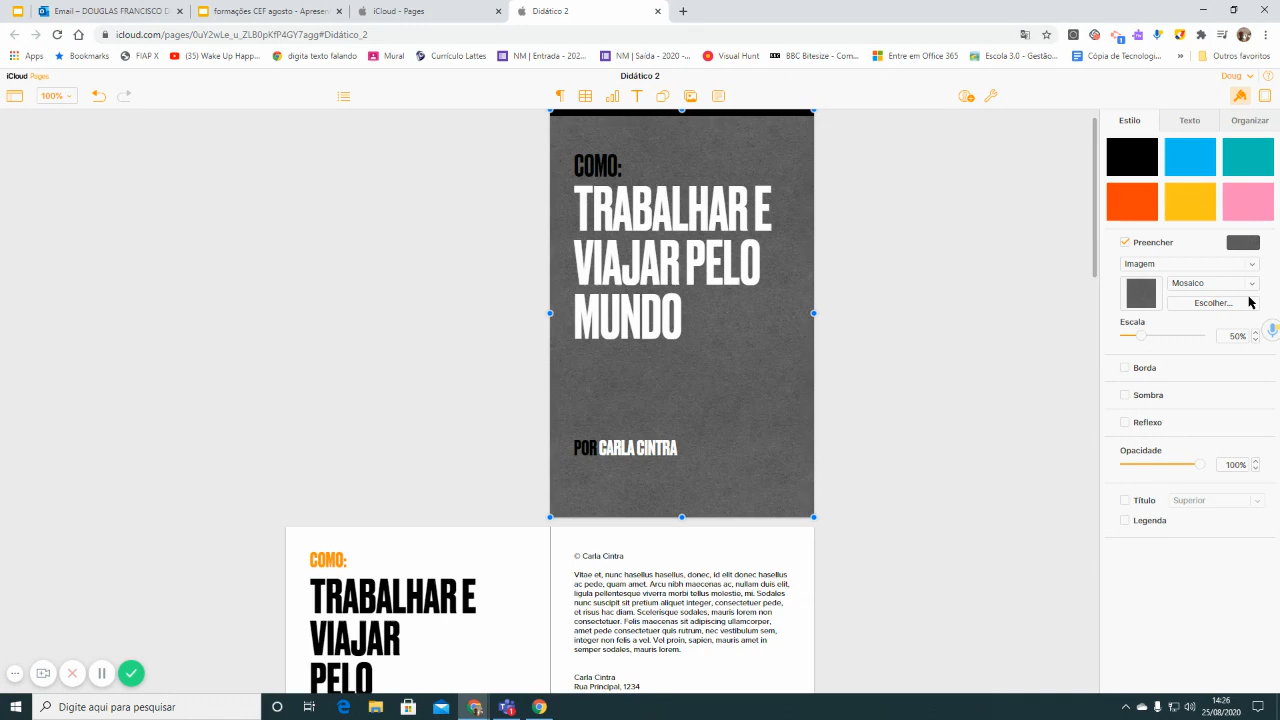 Email – DOUGLAS FRANCISCO D
formações CEF agosto - Apresen
iCloud - Pages
Didático 2
icloud.com/pages/0uY2wLe_u_ZLB0pKfP4GY7agg#Didático_2
Apps
Bookmarks
FIAP X
(35) Wake Up Happ...
digita texto falando
Mural
Currículo Lattes
NM | Entrada - 202...
NM | Saída - 2020 -...
Visual Hunt
BBC Bitesize - Com...
Entre em Office 365
Escola 3.0 - Gestão...
Cópia de Tecnologi...
»
Outros favoritos
iCloud Pages
Didático 2
Doug
100%
Estilo
Texto
Organizar
COMO:
TRABALHAR E
VIAJAR PELO
MUNDO
POR CARLA CINTRA
Preencher
Imagem
Mosaico
Escolher...
Escala
50%
Borda
Sombra
Reflexo
Opacidade
100%
Título
Superior
Legenda
COMO:
TRABALHAR E
VIAJAR
PELO
© Carla Cintra
Vitae et, nunc hasellus hasellus, donec, id elit donec hasellus
ac pede, quam amet. Arcu nibh maecenas ac, nullam duis elit,
ligula pellentesque viverra morbi tellus molestie, mi. Sodales
nunc suscipit sit pretium aliquet integer, consectetuer pede,
et risus hac diam. Scelerisque sodales, mauris lorem non
consectetuer. Felis maecenas sit adipiscing ullamcorper,
amet pede consectetuer quis rutrum, nec vestibulum sem,
integer non felis a vel. Vel proin, sapien, mauris amet in
semper sodales, mauris lorem.
Carla Cintra
Rua Principal, 1234
Digite aqui para pesquisar
14:26
25/08/2020